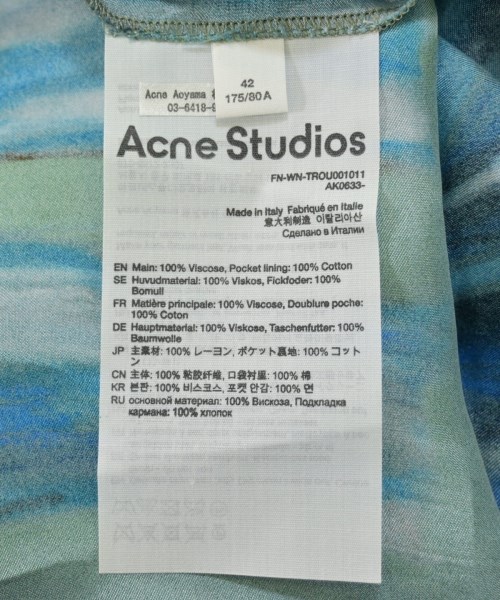 42
175/80A
Acne Aoyama
03-6418-
Acne Studios
FN-WN-TROU001011
AK0633-
Made in Italy Fabriqué en Italie
意大利制造 이탈리아산
Сделано в Италии
EN Main: 100% Viscose, Pocket lining: 100% Cotton
SE Huvudmaterial: 100% Viskos, Fickfoder: 100%
Bomull
FR Matière principale: 100% Viscose, Doublure poche:
100% Coton
DE Hauptmaterial: 100% Viskose, Taschenfutter: 100%
Baumwolle
JP 主素材: 100% レーヨン, ポケット裏地: 100% コット
ン
CN 主体: 100% 粘胶纤维, 口袋衬里: 100% 棉
KR 본판: 100% 비스코스, 포켓 안감: 100% 면
RU основной материал: 100% Вискоза, Подкладка
кармана: 100% хлопок